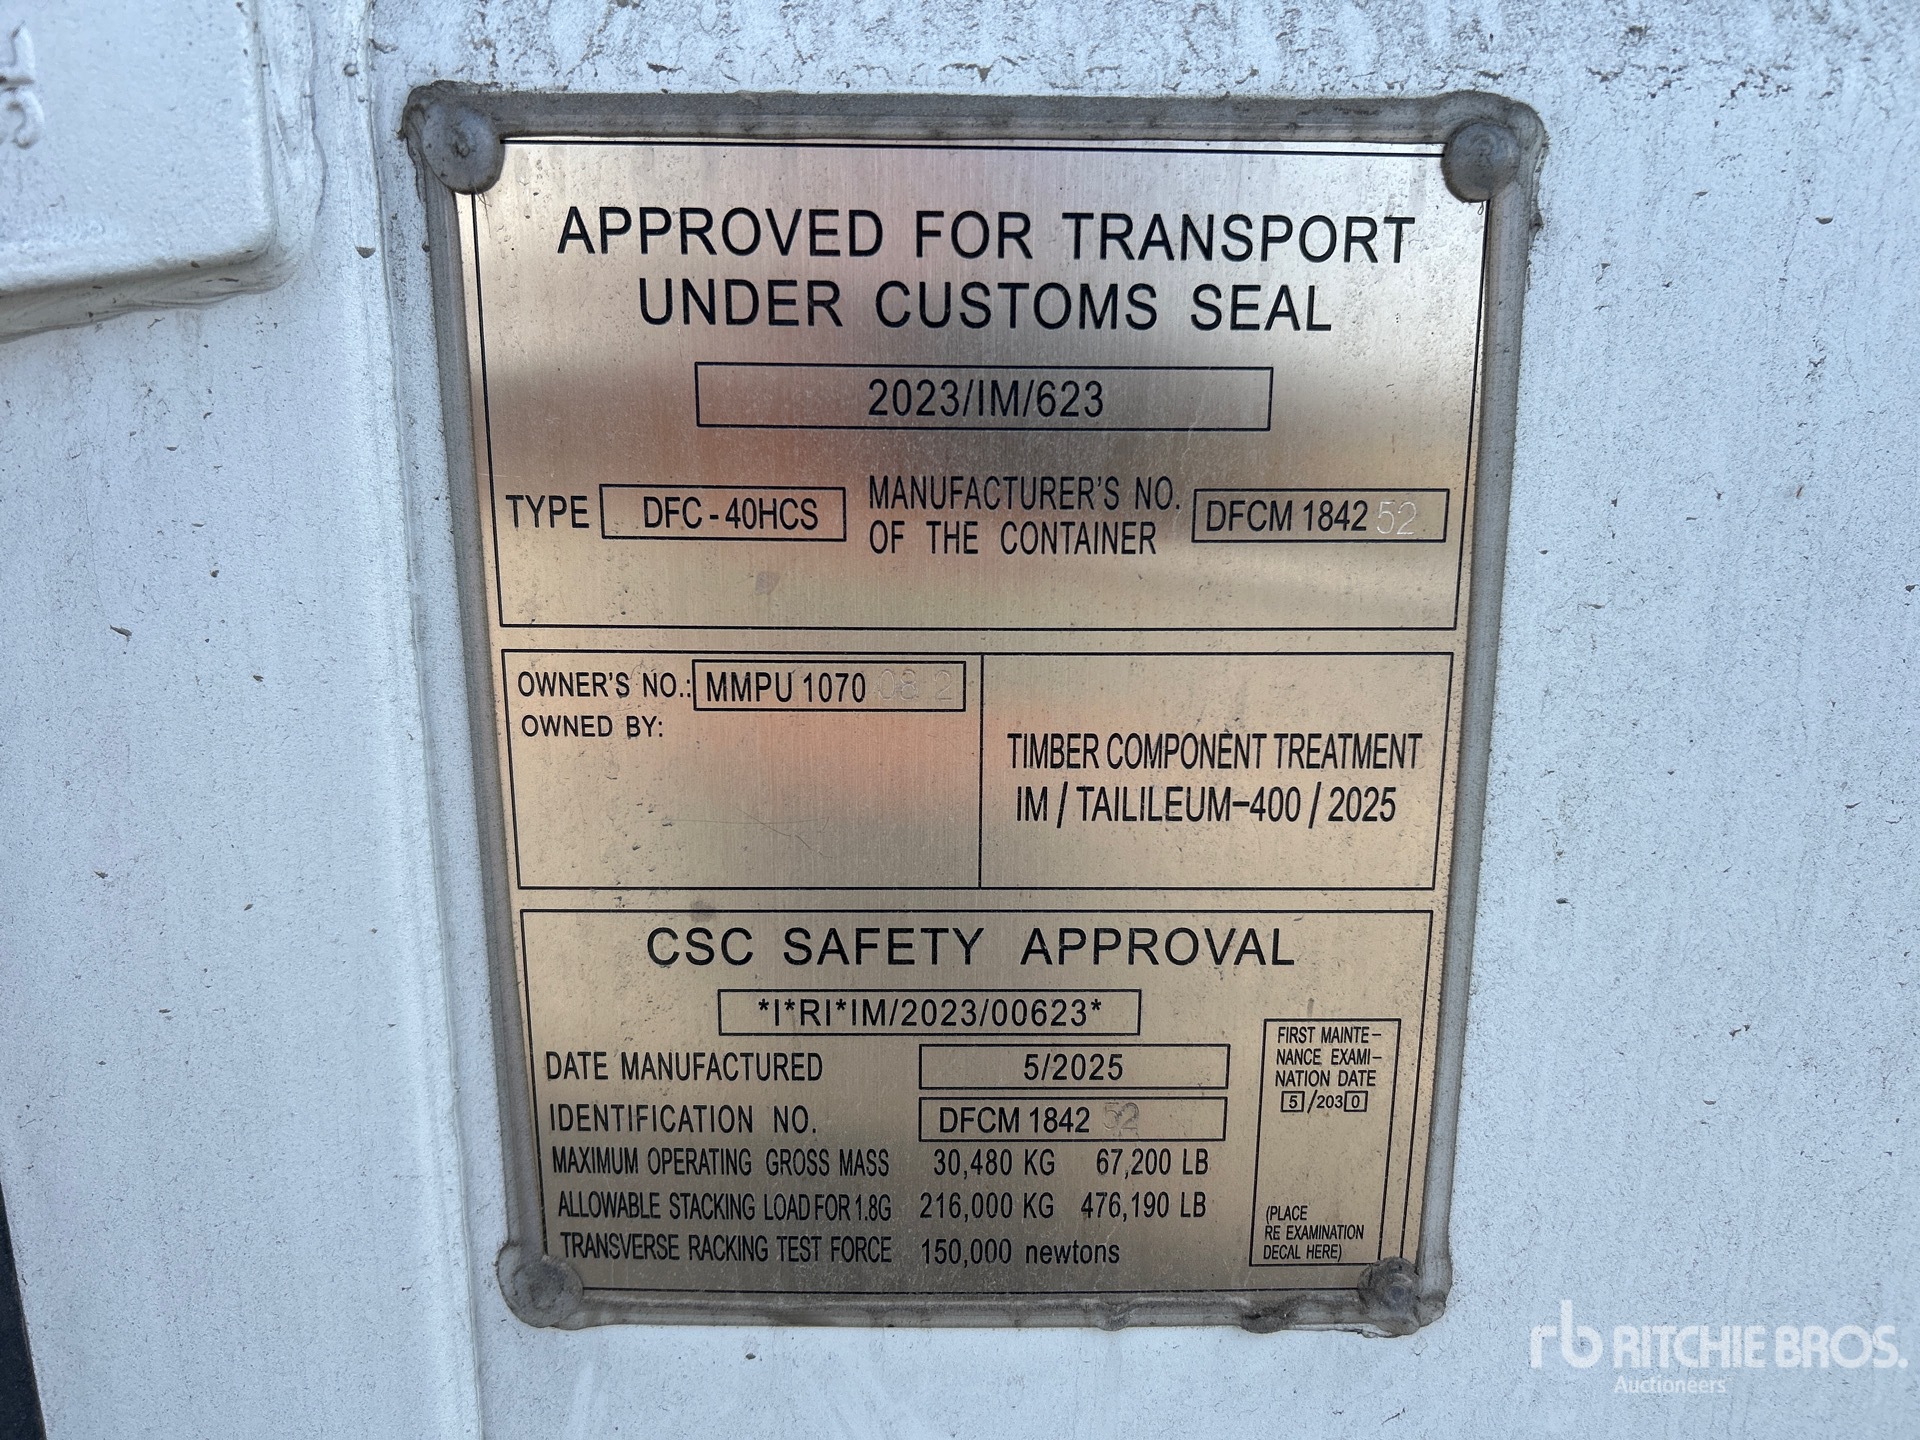 APPROVED FOR TRANSPORT
UNDER CUSTOMS SEAL
2023/IM/623
TYPE DFC-40HCS MANUFACTURER'S NO. OF THE CONTAINER DFCM 184252
OWNER'S NO.: MMPU 1070082
OWNED BY:
TIMBER COMPONENT TREATMENT
IM / TAILILEUM-400 / 2025
CSC SAFETY APPROVAL
*I*RI*IM/2023/00623*
DATE MANUFACTURED 5/2025
IDENTIFICATION NO. DFCM 184252
MAXIMUM OPERATING GROSS MASS 30,480 KG 67,200 LB
ALLOWABLE STACKING LOAD FOR 1.8G 216,000 KG 476,190 LB
TRANSVERSE RACKING TEST FORCE 150,000 newtons
FIRST MAINTE-
NANCE EXAMI-
NATION DATE
5/2030
(PLACE
RE EXAMINATION
DECAL HERE)
rb RITCHIE BROS.
Auctioneers